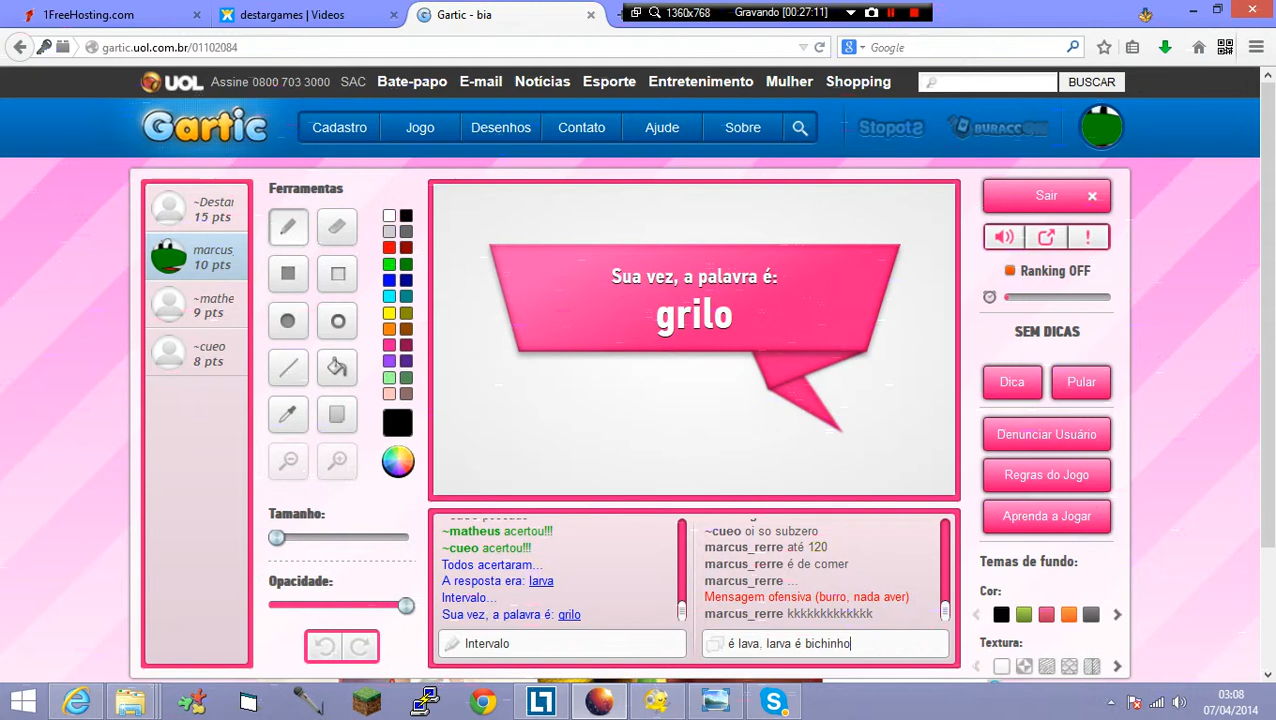 1FreeHosting.com
destargames | Videos
Gartic - bia
1360x768
Gravando [00:27:11]
gartic.uol.com.br/01102084
Google
UOL Assine 0800 703 3000 SAC Bate-papo E-mail Notícias Esporte Entretenimento Mulher Shopping BUSCAR
Gartic Cadastro Jogo Desenhos Contato Ajude Sobre StopotS
~Destar
15 pts
marcus_
10 pts
~mathe
9 pts
~cueo
8 pts
Ferramentas
Tamanho:
Opacidade:
Sua vez, a palavra é:
grilo
~matheus acertou!!!
~cueo acertou!!!
Todos acertaram...
A resposta era: larva
Intervalo...
Sua vez, a palavra é: grilo
Intervalo
~cueo oi so subzero
marcus_rerre até 120
marcus_rerre é de comer
marcus_rerre ...
Mensagem ofensiva (burro, nada aver)
marcus_rerre kkkkkkkkkkkkk
é lava. larva é bichinho
Sair
Ranking OFF
SEM DICAS
Dica
Pular
Denunciar Usuário
Regras do Jogo
Aprenda a Jogar
Temas de fundo:
Cor:
Textura:
03:08
07/04/2014